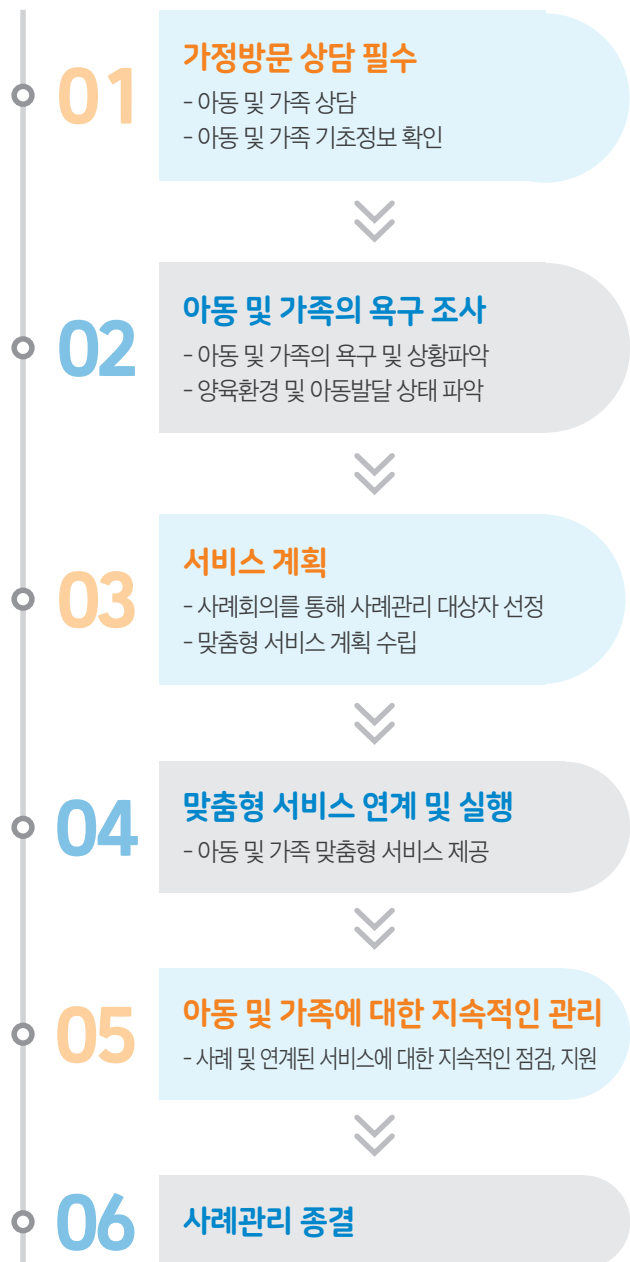 01
가정방문 상담 필수
- 아동 및 가족 상담
- 아동 및 가족 기초정보 확인
02
아동 및 가족의 욕구 조사
- 아동 및 가족의 욕구 및 상황파악
- 양육환경 및 아동발달 상태 파악
03
서비스 계획
- 사례회의를 통해 사례관리 대상자 선정
- 맞춤형 서비스 계획 수립
04
맞춤형 서비스 연계 및 실행
- 아동 및 가족 맞춤형 서비스 제공
05
아동 및 가족에 대한 지속적인 관리
- 사례 및 연계된 서비스에 대한 지속적인 점검, 지원
06
사례관리 종결